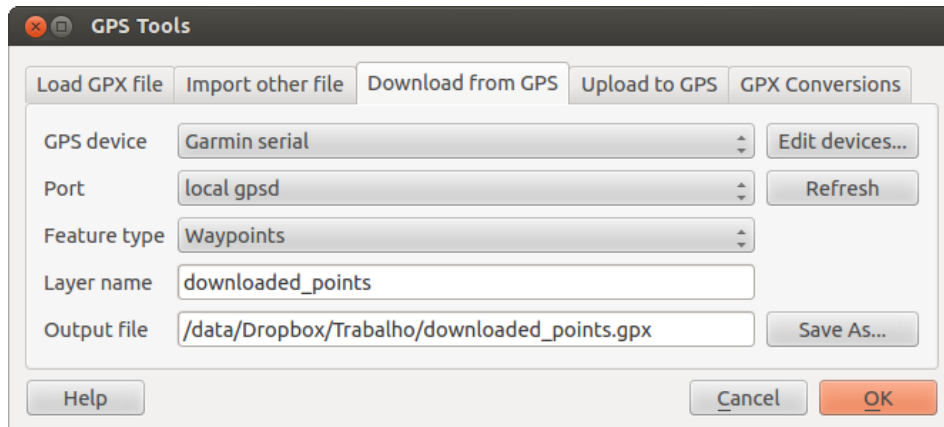 GPS Tools
Load GPX file Import other file Download from GPS Upload to GPS GPX Conversions
GPS device Garmin serial Edit devices...
Port local gpsd Refresh
Feature type Waypoints
Layer name downloaded_points
Output file /data/Dropbox/Trabalho/downloaded_points.gpx Save As...
Help Cancel OK